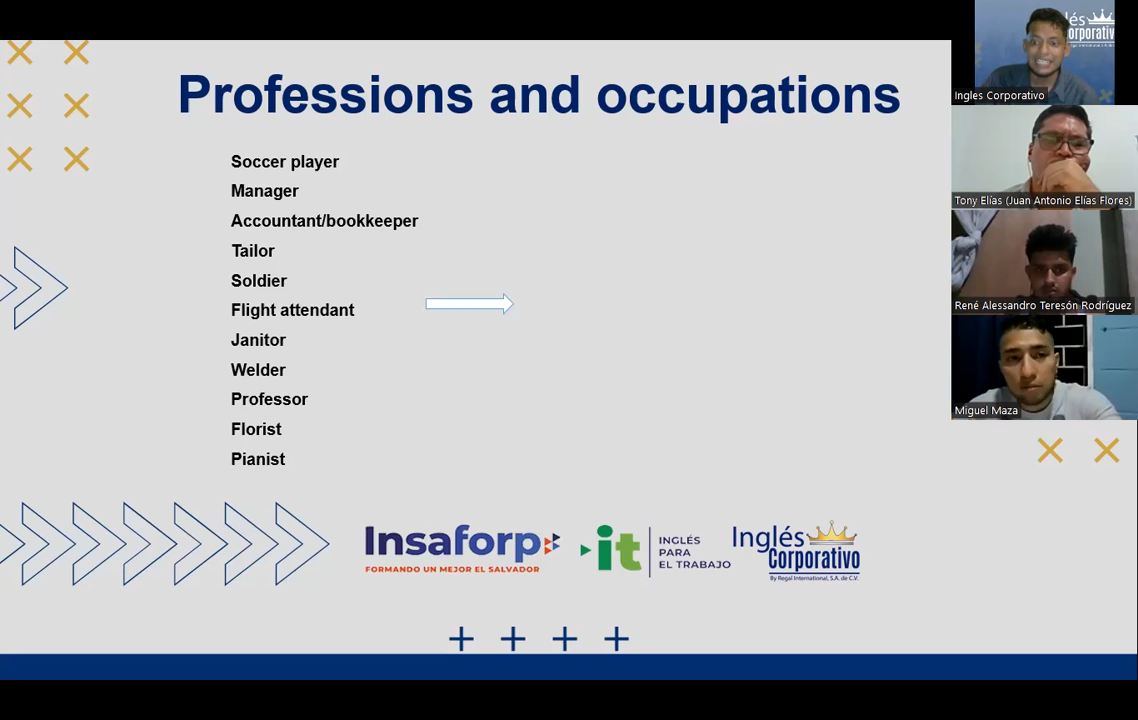 Professions and occupations
Soccer player
Manager
Accountant/bookkeeper
Tailor
Soldier
Flight attendant
Janitor
Welder
Professor
Florist
Pianist
Insaforp
FORMANDO UN MEJOR EL SALVADOR
it
INGLÉS
PARA
EL TRABAJO
Inglés
Corporativo
By Regal International, S.A. de C.V.
lés
orporativ
Ingles Corporativo
Tony Elías (Juan Antonio Elías Flores)
René Alessandro Teresón Rodríguez
Miguel Maza